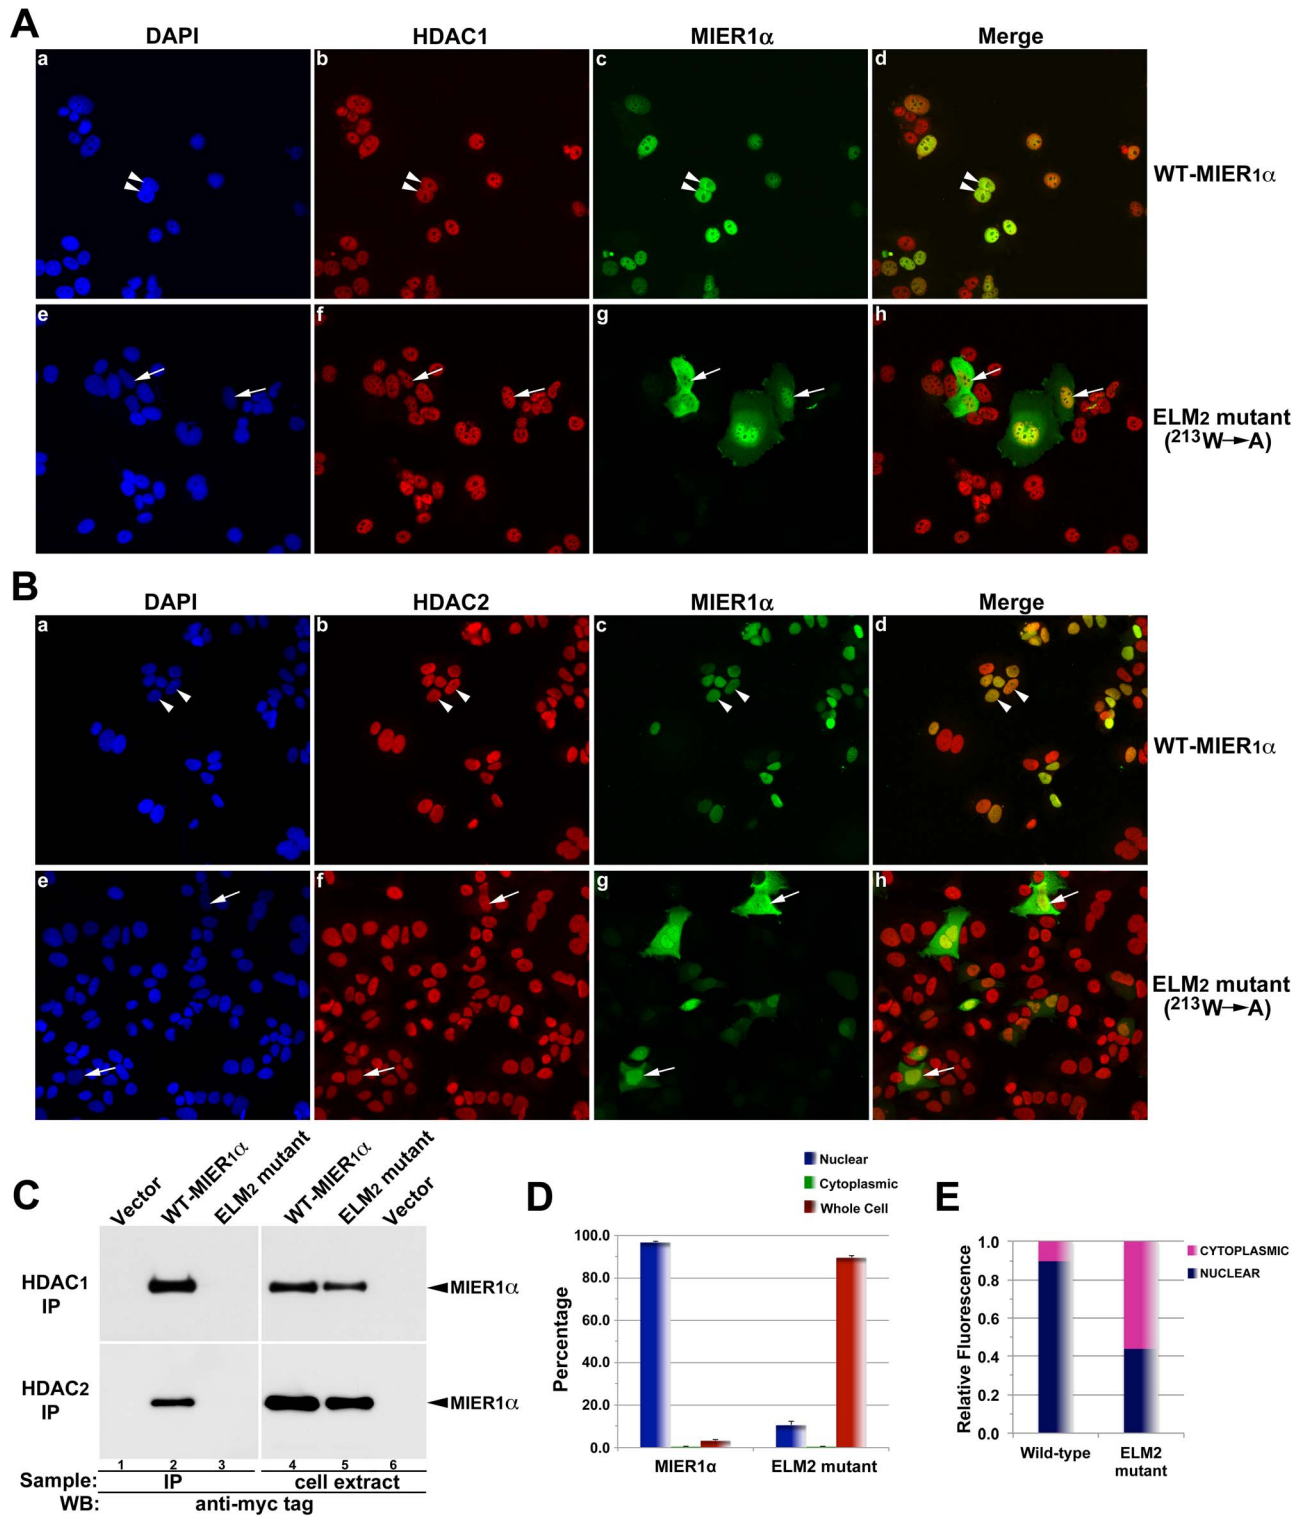 A
DAPI HDAC1 MIER1α Merge
a b c d
WT-MIER1α
e f g h
ELM2 mutant
(²¹³W→A)
B
DAPI HDAC2 MIER1α Merge
a b c d
WT-MIER1α
e f g h
ELM2 mutant
(²¹³W→A)
C
Vector WT-MIER1α ELM2 mutant WT-MIER1α ELM2 mutant Vector
HDAC1
IP
MIER1α
HDAC2
IP
MIER1α
1 2 3 4 5 6
Sample: IP cell extract
WB: anti-myc tag
D
Nuclear
Cytoplasmic
Whole Cell
Percentage
100.0
80.0
60.0
40.0
20.0
0.0
MIER1α ELM2 mutant
E
CYTOPLASMIC
NUCLEAR
Relative Fluorescence
1.0
0.8
0.6
0.4
0.2
0.0
Wild-type ELM2
mutant